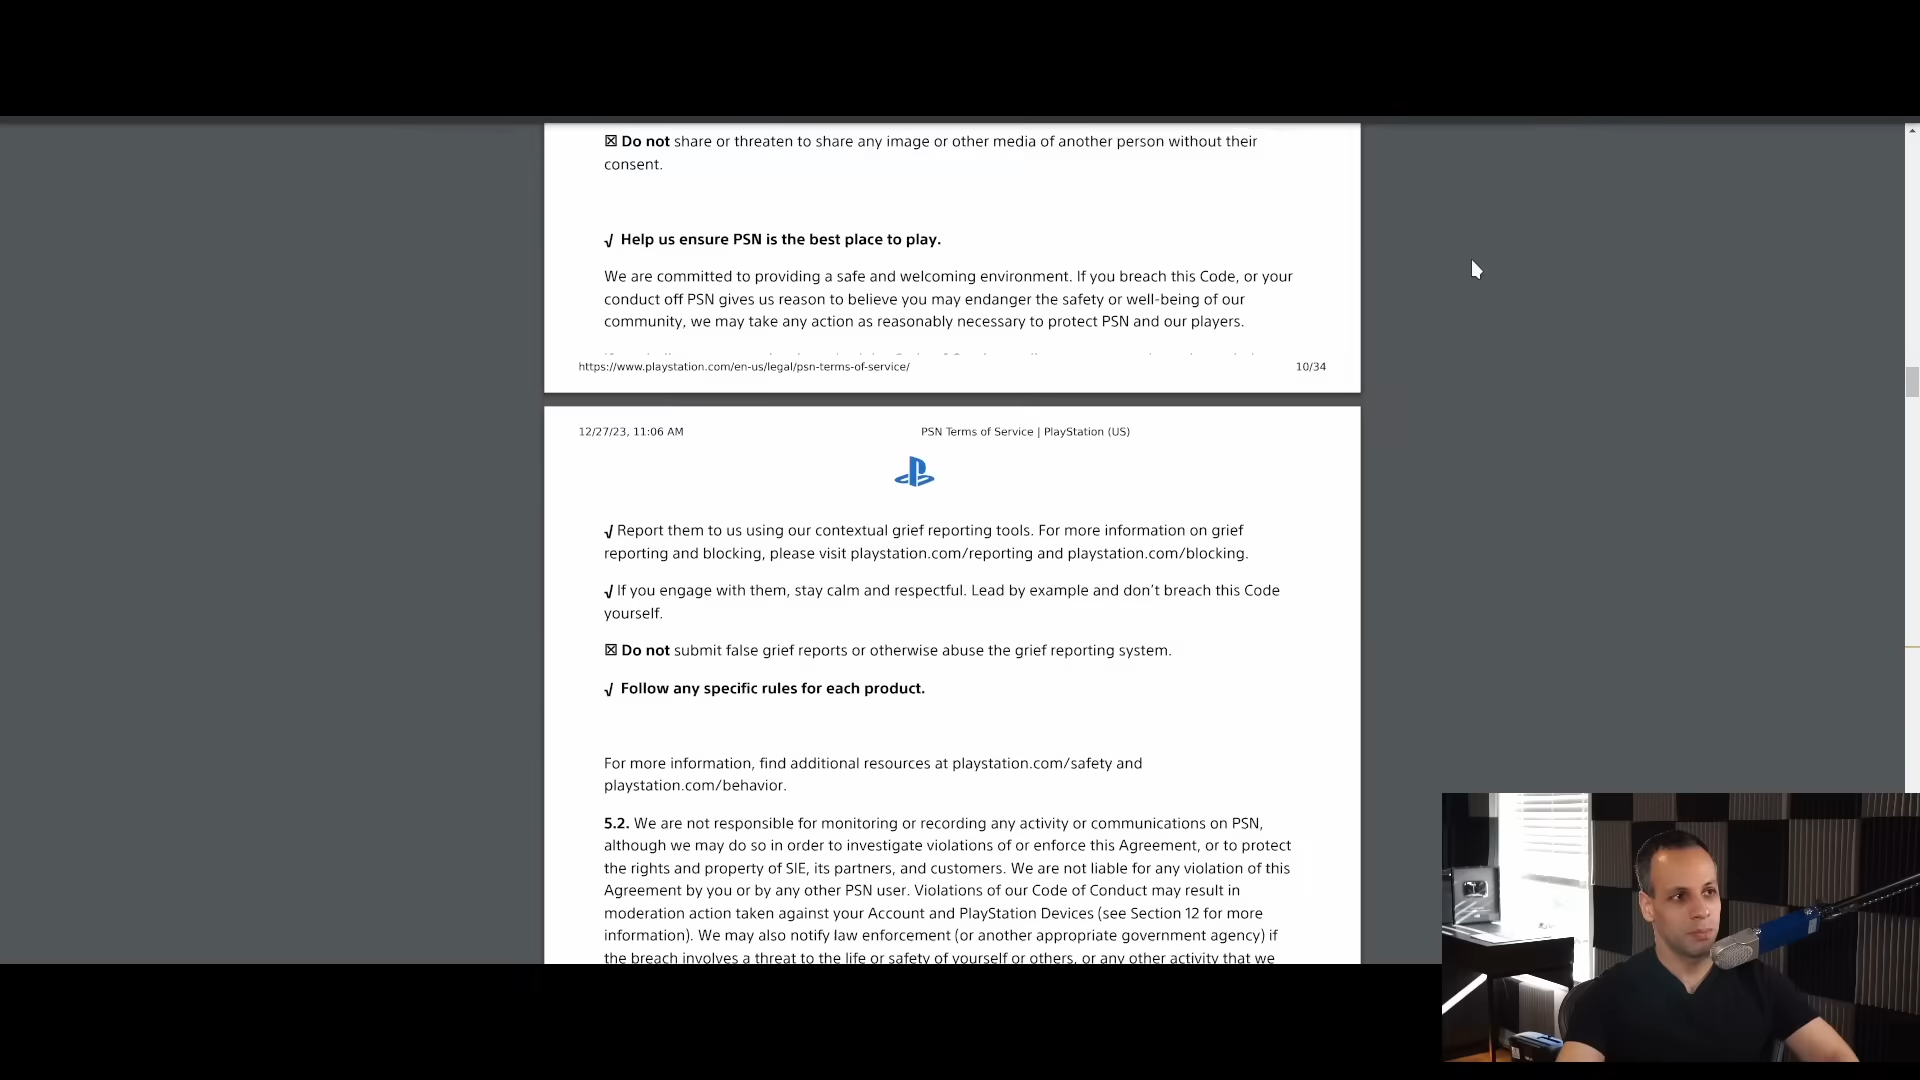 ☒ Do not share or threaten to share any image or other media of another person without their
consent.
√ Help us ensure PSN is the best place to play.
We are committed to providing a safe and welcoming environment. If you breach this Code, or your
conduct off PSN gives us reason to believe you may endanger the safety or well-being of our
community, we may take any action as reasonably necessary to protect PSN and our players.
https://www.playstation.com/en-us/legal/psn-terms-of-service/ 10/34
12/27/23, 11:06 AM PSN Terms of Service | PlayStation (US)
√ Report them to us using our contextual grief reporting tools. For more information on grief
reporting and blocking, please visit playstation.com/reporting and playstation.com/blocking.
√ If you engage with them, stay calm and respectful. Lead by example and don’t breach this Code
yourself.
☒ Do not submit false grief reports or otherwise abuse the grief reporting system.
√ Follow any specific rules for each product.
For more information, find additional resources at playstation.com/safety and
playstation.com/behavior.
5.2. We are not responsible for monitoring or recording any activity or communications on PSN,
although we may do so in order to investigate violations of or enforce this Agreement, or to protect
the rights and property of SIE, its partners, and customers. We are not liable for any violation of this
Agreement by you or by any other PSN user. Violations of our Code of Conduct may result in
moderation action taken against your Account and PlayStation Devices (see Section 12 for more
information). We may also notify law enforcement (or another appropriate government agency) if
the breach involves a threat to the life or safety of yourself or others, or any other activity that we